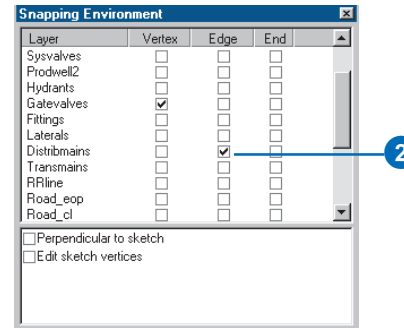 Snapping Environment
Layer Vertex Edge End
Sysvalves
Prodwell2
Hydrants
Gatevalves
Fittings
Laterals
Distribmains
2
Transmains
RRline
Road_eop
Road_cl
Perpendicular to sketch
Edit sketch vertices